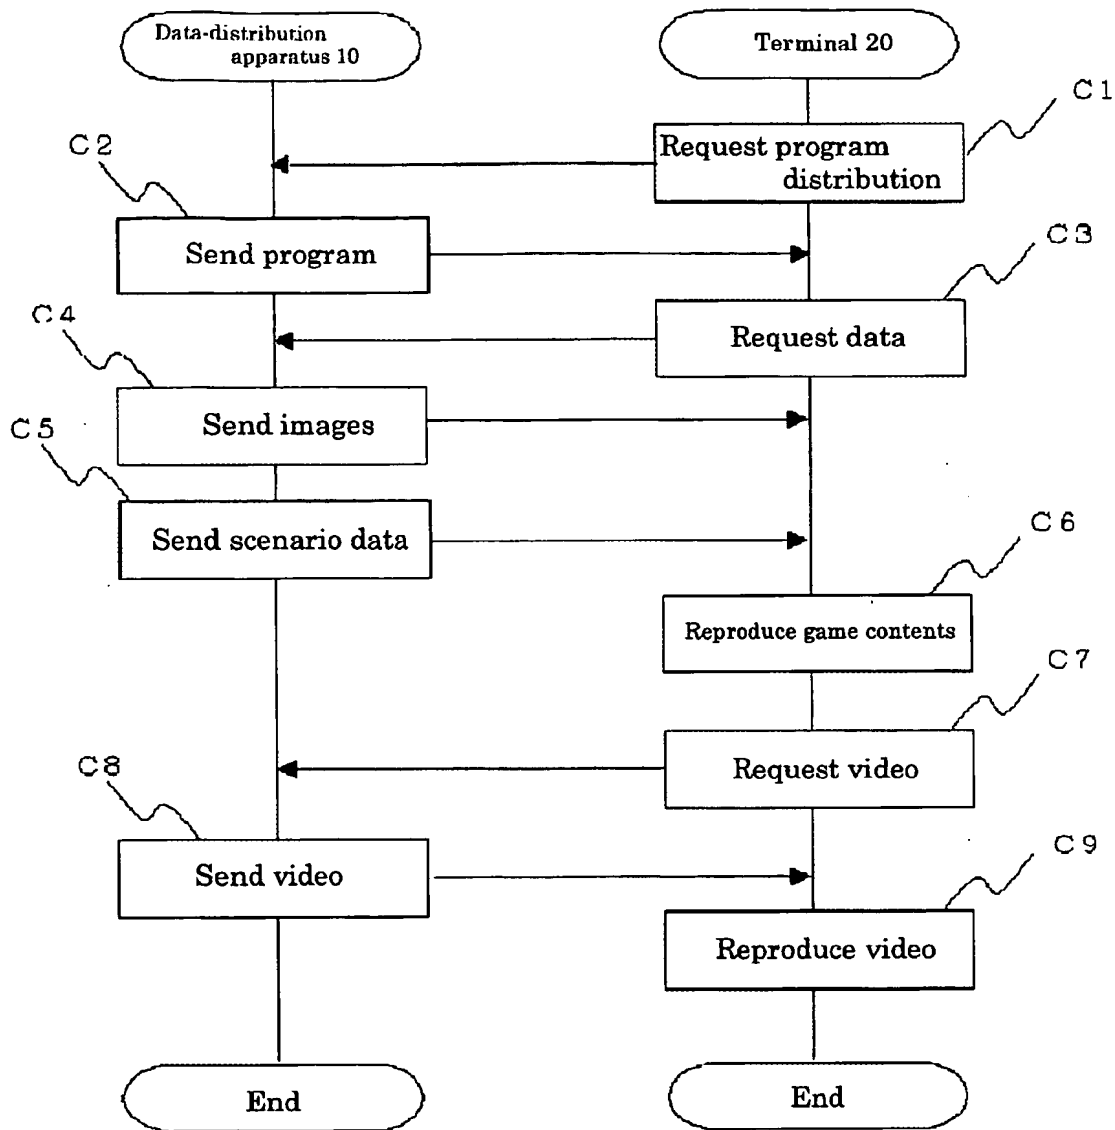 Data-distribution
apparatus 10
Terminal 20
C1
Request program
distribution
C2
Send program
C3
Request data
C4
Send images
C5
Send scenario data
C6
Reproduce game contents
C7
Request video
C8
Send video
C9
Reproduce video
End
End